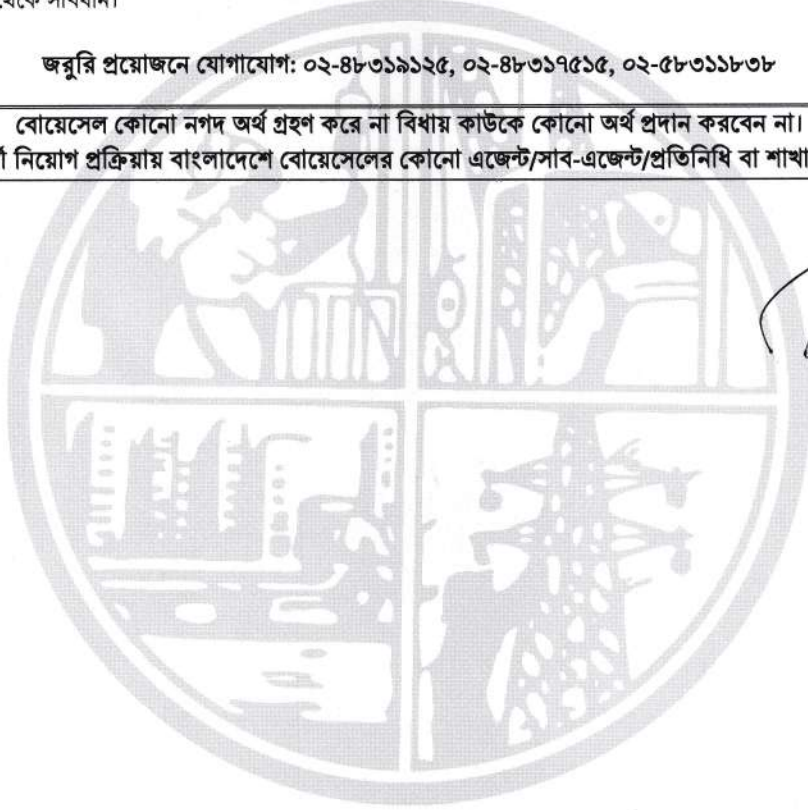 জরুরি প্রয়োজনে যোগাযোগ: ০২-৪৮৩১৯১২৫, ০২-৪৮৩১৭৫১৫, ০২-৫৮৩১১৮৩৮
বোয়েসেল কোনো নগদ অর্থ গ্রহণ করে না বিধায় কাউকে কোনো অর্থ প্রদান করবেন না।
নিয়োগ প্রক্রিয়ায় বাংলাদেশে বোয়েসেলের কোনো এজেন্ট/সাব-এজেন্ট/প্রতিনিধি বা শাখা